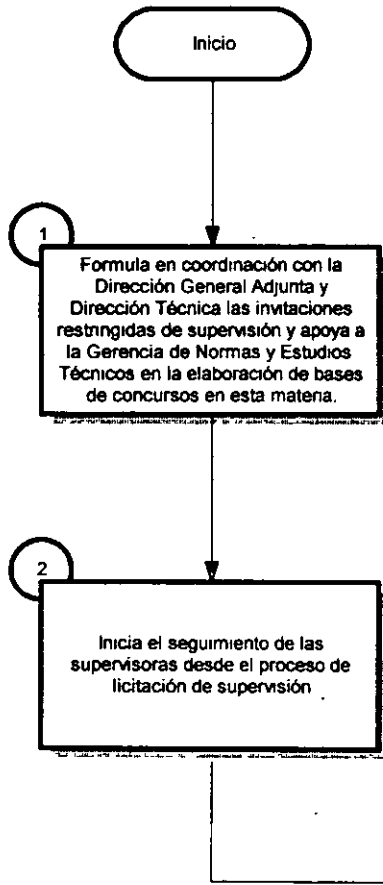 Inicio
1
Formula en coordinación con la
Dirección General Adjunta y
Dirección Técnica las invitaciones
restringidas de supervisión y apoya a
la Gerencia de Normas y Estudios
Técnicos en la elaboración de bases
de concursos en esta materia.
2
Inicia el seguimiento de las
supervisoras desde el proceso de
licitación de supervisión